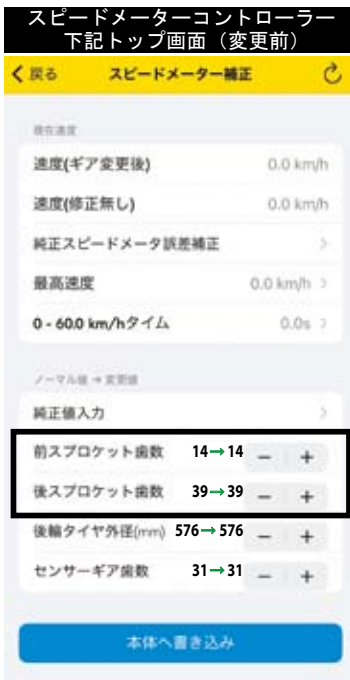 スピードメーターコントローラー
下記トップ画面（変更前）
戻る スピードメーター補正
現在速度
速度(ギア変更後) 0.0 km/h
速度(修正無し) 0.0 km/h
純正スピードメータ誤差補正 >
最高速度 0.0 km/h >
0 - 60.0 km/hタイム 0.0s >
ノーマル値 → 変更値
純正値入力 >
前スプロケット歯数 14→14 − +
後スプロケット歯数 39→39 − +
後輪タイヤ外径(mm) 576→576 − +
センサーギア歯数 31→31 − +
本体へ書き込み